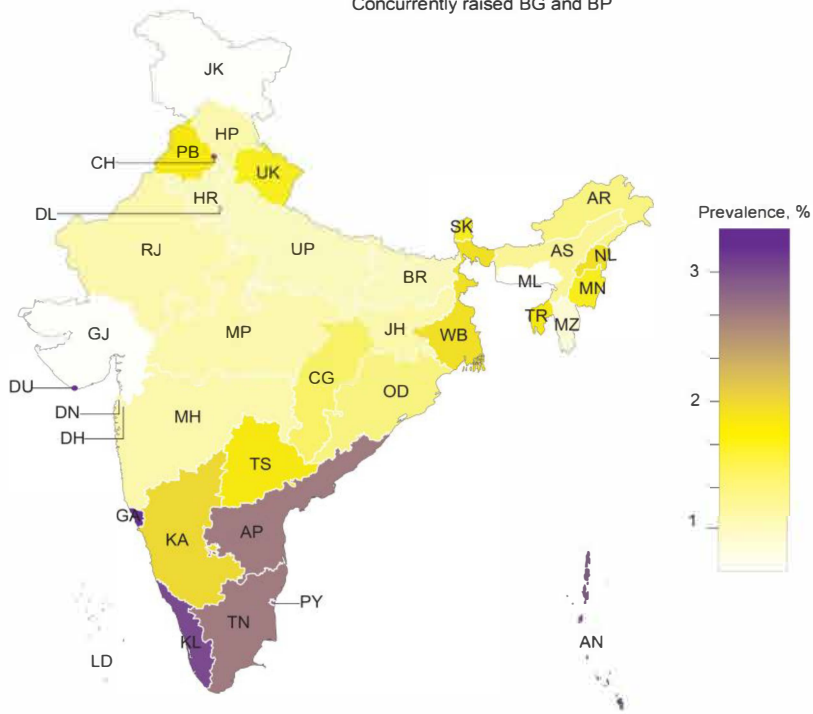 Concurrently raised BG and BP
JK
HP
PB
CH
UK
HR
DL
AR
SK
RJ
UP
AS
NL
BR
ML
MN
GJ
MP
JH
TR
MZ
WB
CG
DU
OD
DN
MH
DH
TS
GA
KA
AP
PY
TN
KL
AN
LD
Prevalence, %
3
2
1